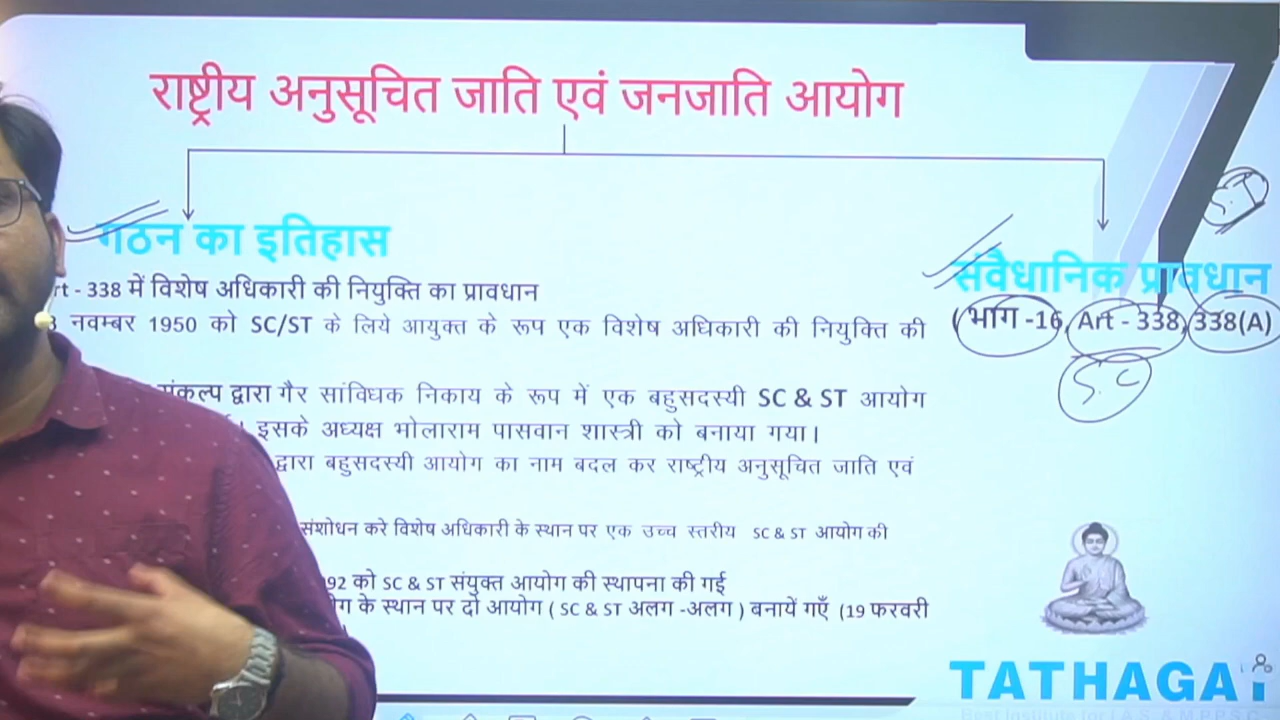 राष्ट्रीय अनुसूचित जाति एवं जनजाति आयोग
S.T
गठन का इतिहास
संवैधानिक प्रावधान
- 338 में विशेष अधिकारी की नियुक्ति का प्रावधान
नवम्बर 1950 को SC/ST के लिये आयुक्त के रूप एक विशेष अधिकारी की नियुक्ति की
( भाग -16, Art - 338, 338(A)
S.C
संकल्प द्वारा गैर सांविधिक निकाय के रूप में एक बहुसदस्यी SC & ST आयोग
। इसके अध्यक्ष भोलाराम पासवान शास्त्री को बनाया गया।
द्वारा बहुसदस्यी आयोग का नाम बदल कर राष्ट्रीय अनुसूचित जाति एवं
संशोधन करे विशेष अधिकारी के स्थान पर एक उच्च स्तरीय SC & ST आयोग की
92 को SC & ST संयुक्त आयोग की स्थापना की गई
के स्थान पर दो आयोग ( SC & ST अलग -अलग ) बनायें गएँ (19 फरवरी
TATHAGAT